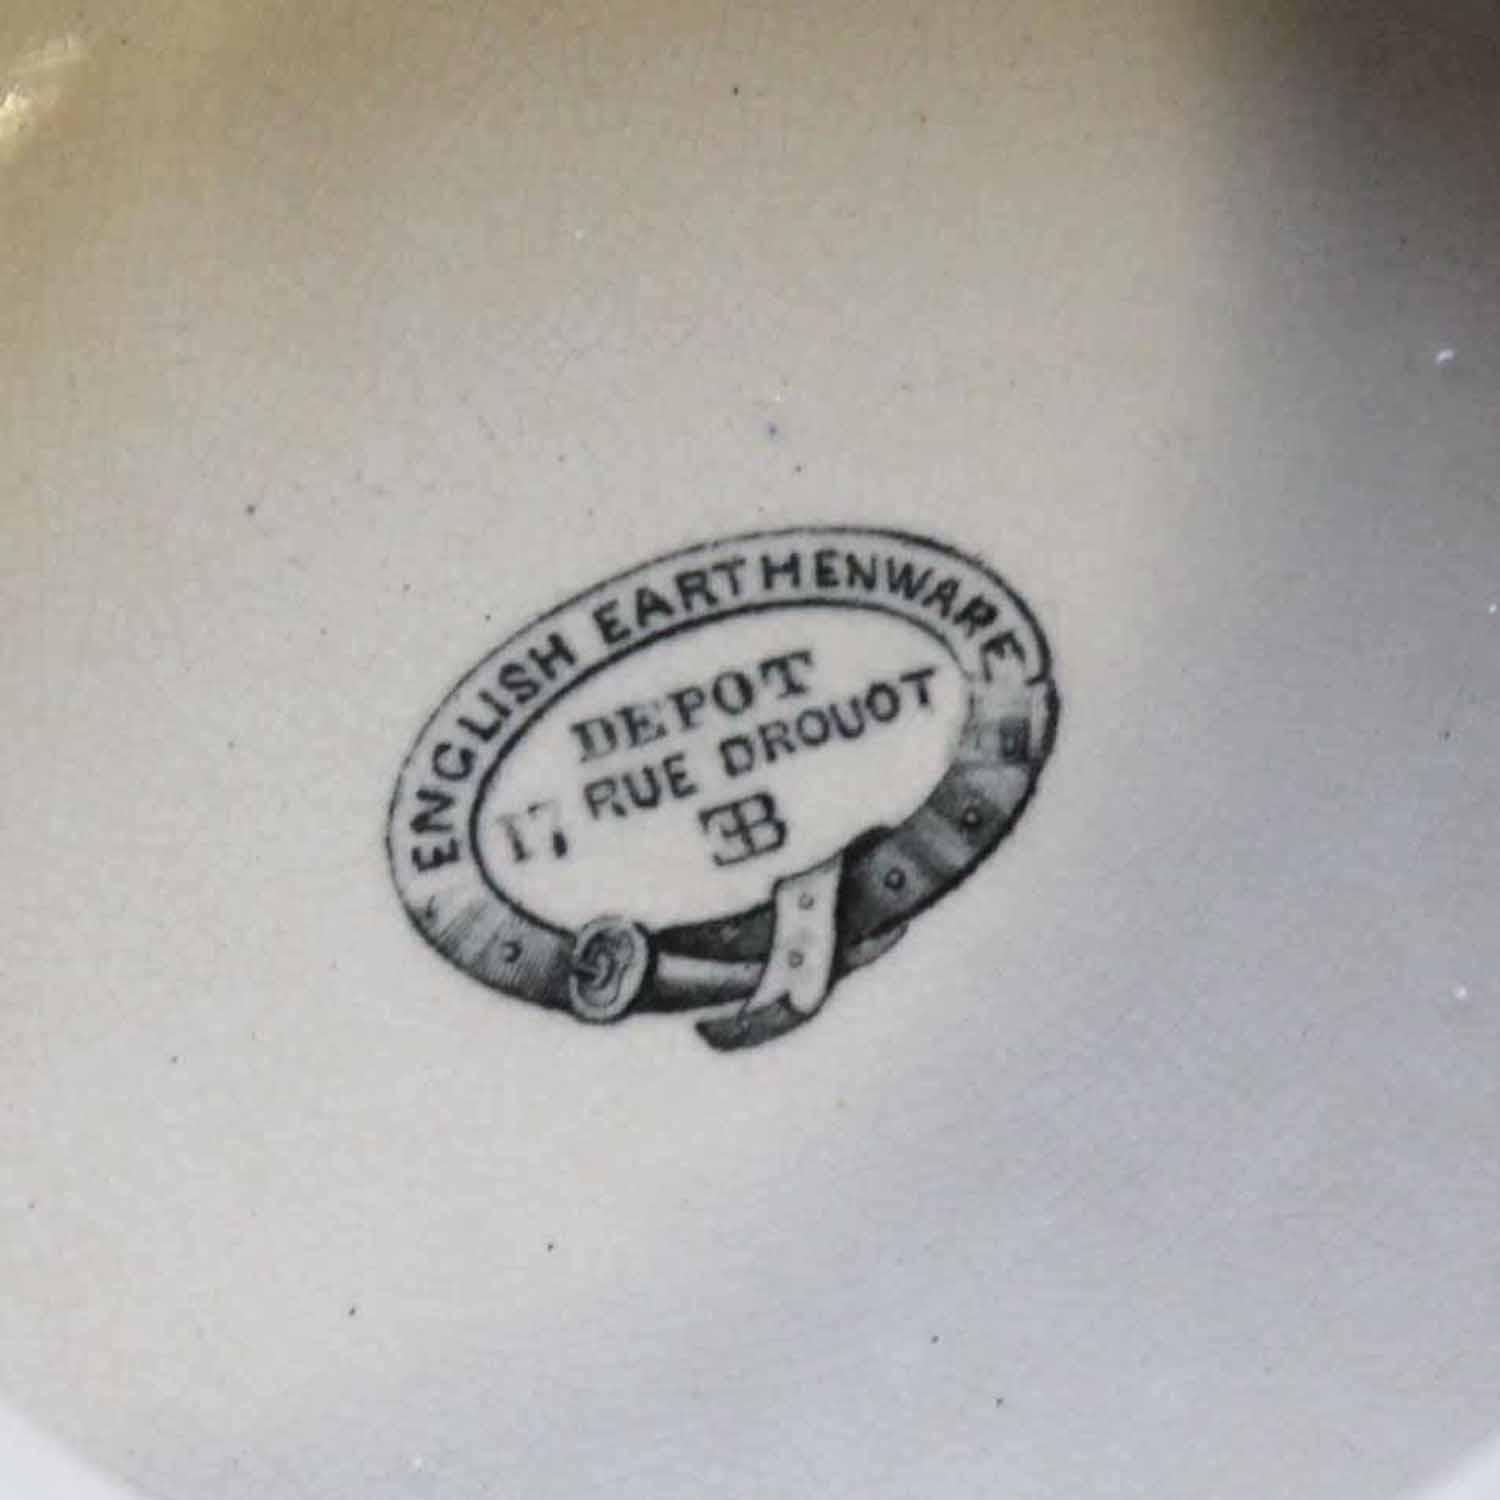 ENGLISH EARTHENWARE
DEPOT
17 RUE DROUOT
EB